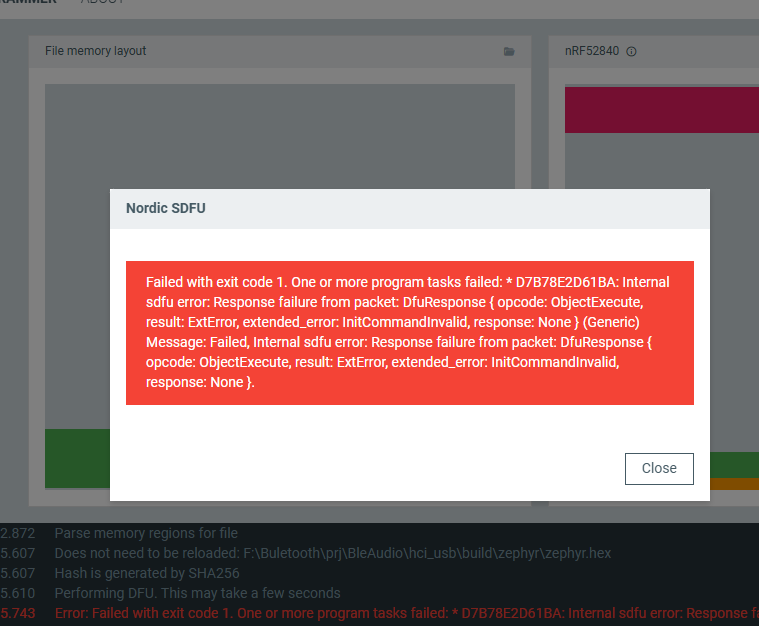 ABOUT
File memory layout
nRF52840
Nordic SDFU
Failed with exit code 1. One or more program tasks failed: * D7B78E2D61BA: Internal
sdfu error: Response failure from packet: DfuResponse { opcode: ObjectExecute,
result: ExtError, extended_error: InitCommandInvalid, response: None } (Generic)
Message: Failed, Internal sdfu error: Response failure from packet: DfuResponse {
opcode: ObjectExecute, result: ExtError, extended_error: InitCommandInvalid,
response: None }.
Close
2.872 Parse memory regions for file
5.607 Does not need to be reloaded: F:\Buletooth\prj\BleAudio\hci_usb\build\zephyr\zephyr.hex
5.607 Hash is generated by SHA256
5.610 Performing DFU. This may take a few seconds
5.743 Error: Failed with exit code 1. One or more program tasks failed: * D7B78E2D61BA: Internal sdfu error: Response fa